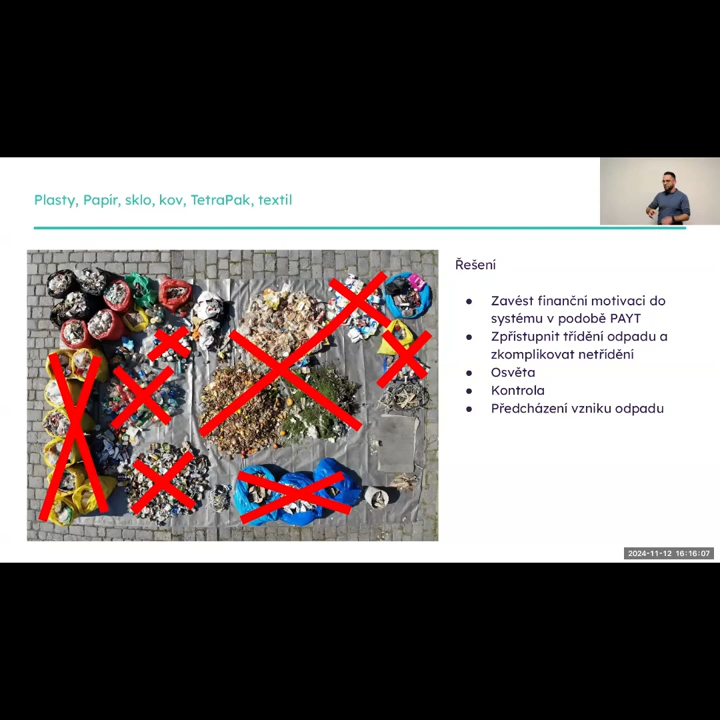 Plasty, Papír, sklo, kov, TetraPak, textil
Řešení
● Zavést finanční motivaci do
systému v podobě PAYT
● Zpřístupnit třídění odpadu a
zkomplikovat netřídění
● Osvěta
● Kontrola
● Předcházení vzniku odpadu
2024-11-12 16:16:07